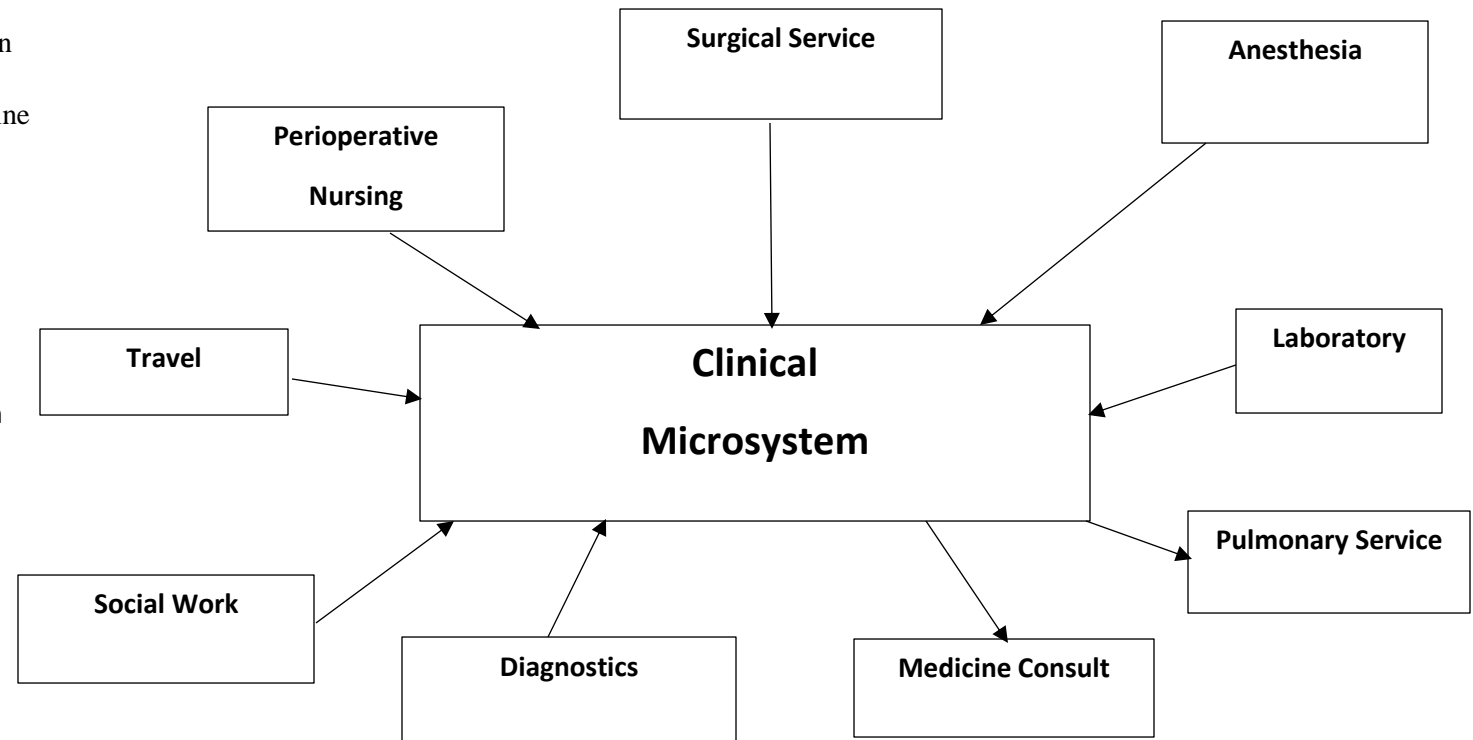 Surgical Service
Anesthesia
Perioperative
Nursing
Travel
Clinical
Microsystem
Laboratory
Pulmonary Service
Social Work
Diagnostics
Medicine Consult